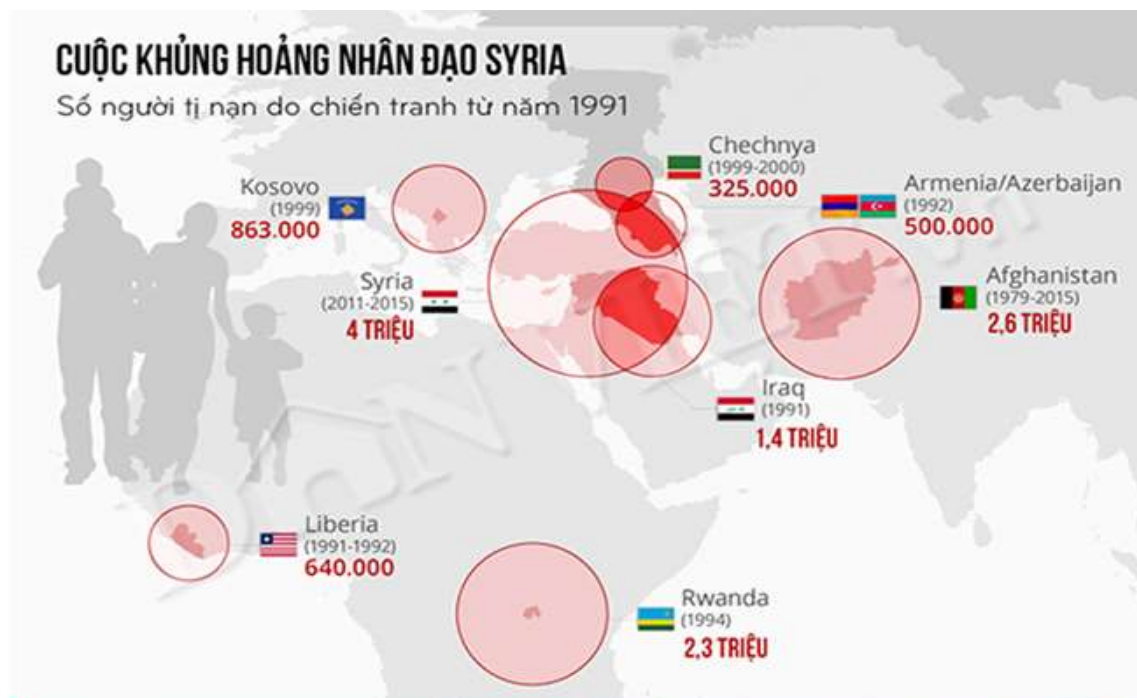 CUỘC KHỦNG HOẢNG NHÂN ĐẠO SYRIA
Số người tị nạn do chiến tranh từ năm 1991
Chechnya
(1999-2000)
325.000
Kosovo
(1999)
863.000
Armenia/Azerbaijan
(1992)
500.000
Syria
(2011-2015)
4 TRIỆU
Afghanistan
(1979-2015)
2,6 TRIỆU
Iraq
(1991)
1,4 TRIỆU
Liberia
(1991-1992)
640.000
Rwanda
(1994)
2,3 TRIỆU